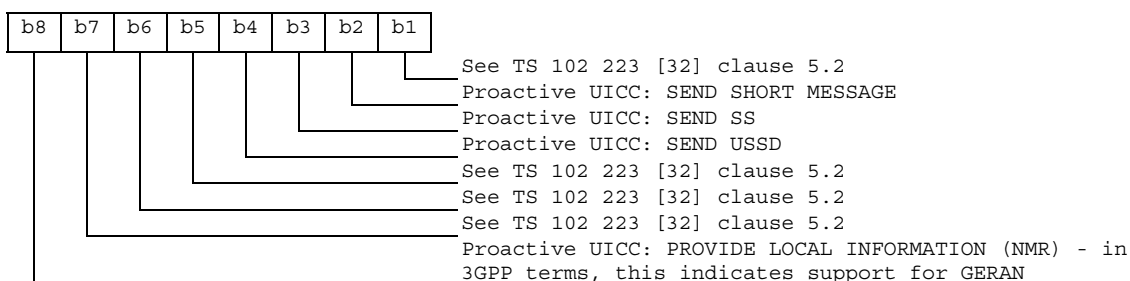 b8 b7 b6 b5 b4 b3 b2 b1
See TS 102 223 [32] clause 5.2
Proactive UICC: SEND SHORT MESSAGE
Proactive UICC: SEND SS
Proactive UICC: SEND USSD
See TS 102 223 [32] clause 5.2
See TS 102 223 [32] clause 5.2
See TS 102 223 [32] clause 5.2
Proactive UICC: PROVIDE LOCAL INFORMATION (NMR) - in
3GPP terms, this indicates support for GERAN